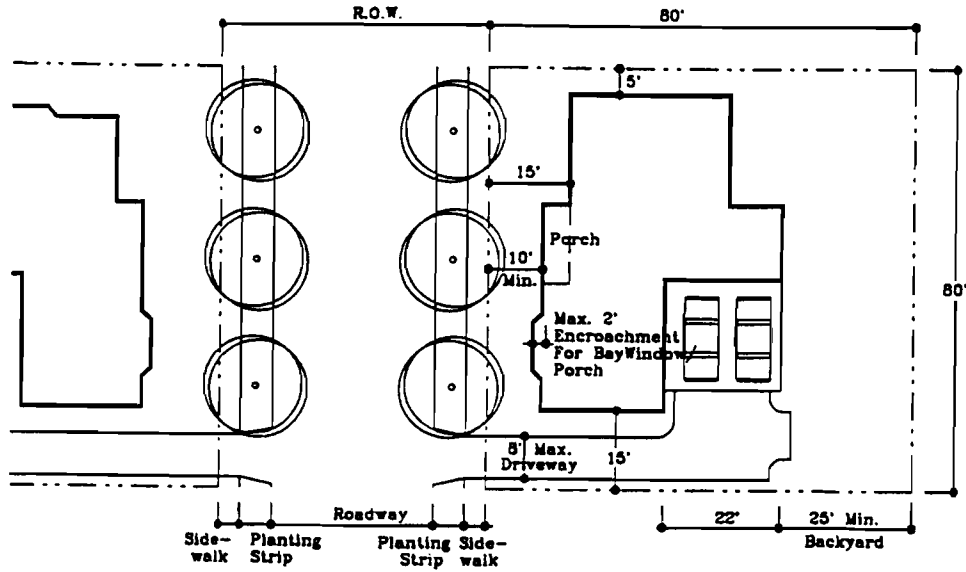 R.O.W.
80'
5'
15'
Porch
10'
Min.
80'
Max. 2'
Encroachment
For BayWindow/
Porch
8' Max.
Driveway
15'
Roadway
22'
25' Min.
Backyard
Side-
walk
Planting
Strip
Planting
Strip
Side-
walk